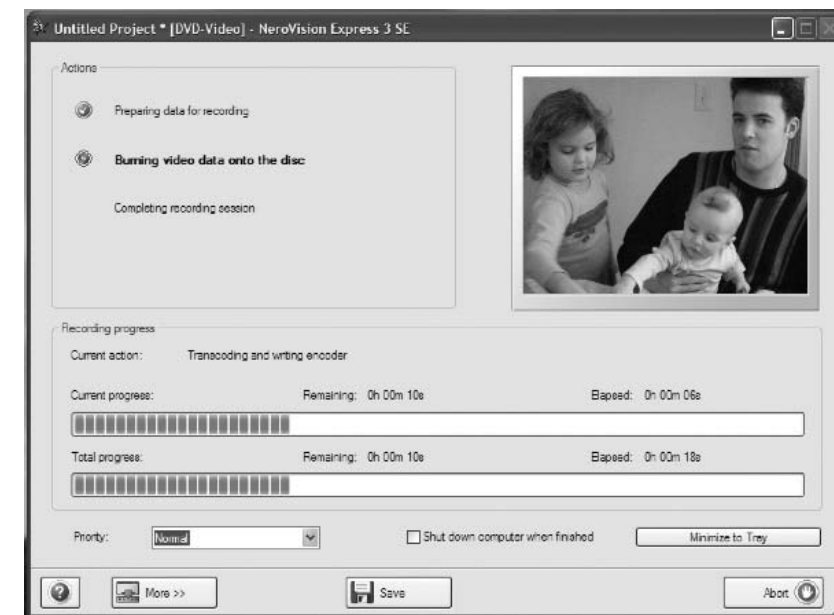 Untitled Project * [DVD-Video] - NeroVision Express 3 SE
Actions
Preparing data for recording
Burning video data onto the disc
Completing recording session
Recording progress
Current action: Transcoding and writing encoder
Current progress: Remaining: 0h 00m 10s Elapsed: 0h 00m 06s
Total progress: Remaining: 0h 00m 10s Elapsed: 0h 00m 18s
Priority: Normal Shut down computer when finished Minimize to Tray
More >> Save Abort